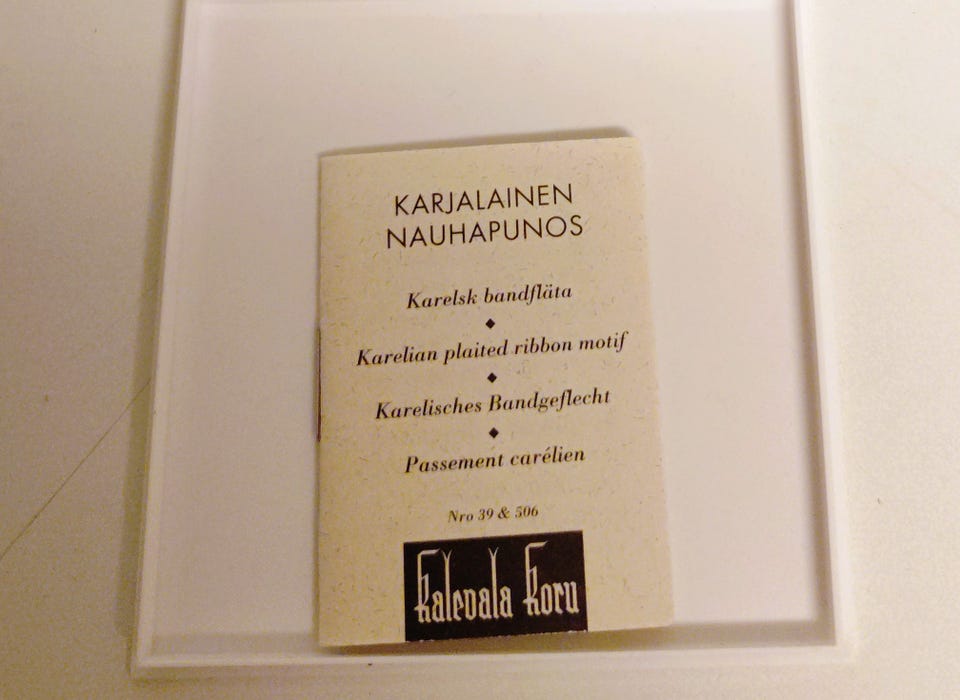 KARJALAINEN
NAUHAPUNOS
Karelsk bandfläta
Karelian plaited ribbon motif
Karelisches Bandgeflecht
Passement carélien
Nro 39 & 506
Kalevala Koru